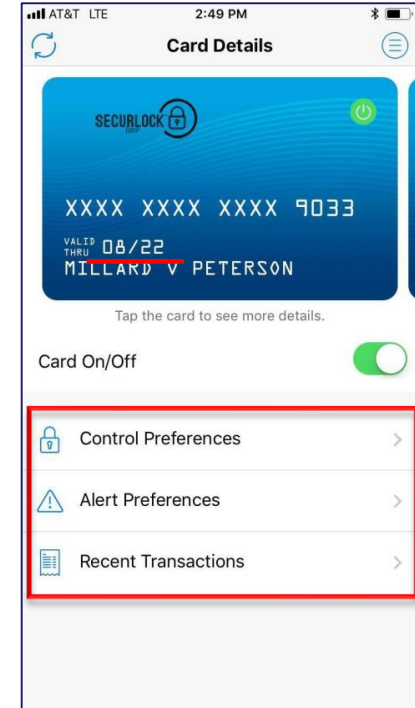 AT&T LTE 2:49 PM
Card Details
SECURLOCK
XXXX XXXX XXXX 9033
VALID THRU 08/22
MILLARD V PETERSON
Tap the card to see more details.
Card On/Off
Control Preferences
Alert Preferences
Recent Transactions